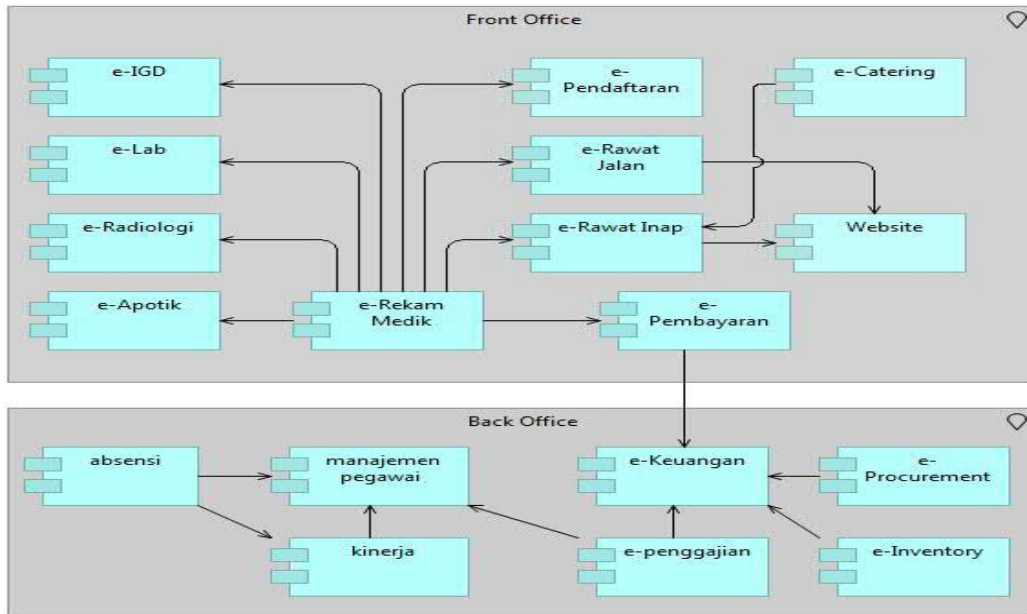 Front Office
e-IGD
e-
Pendaftaran
e-Catering
e-Lab
e-Rawat
Jalan
e-Radiologi
e-Rawat Inap
Website
e-Apotik
e-Rekam
Medik
e-
Pembayaran
Back Office
absensi
manajemen
pegawai
e-Keuangan
e-
Procurement
kinerja
e-penggajian
e-Inventory